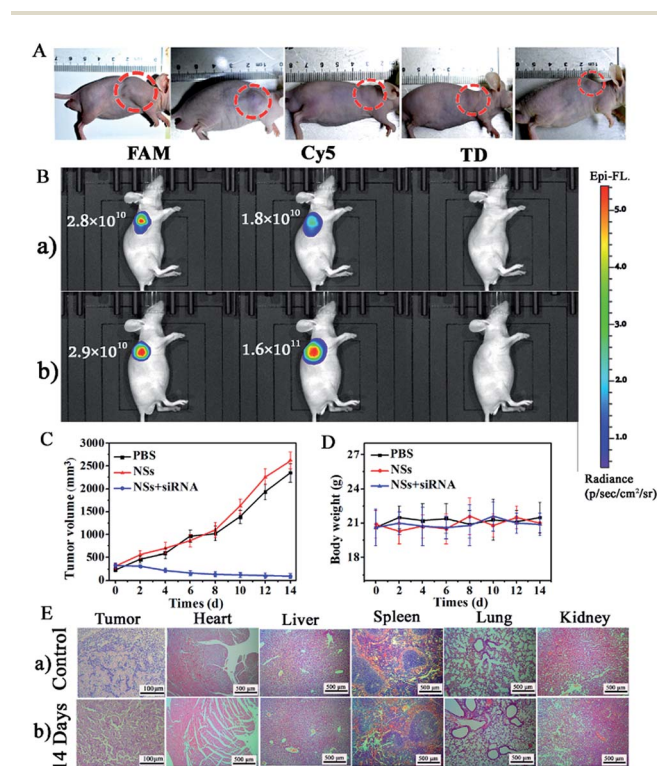 A
FAM Cy5 TD
B
Epi-FL.
a)
2.8×10¹⁰ 1.8×10¹⁰
5.0
4.0
3.0
2.0
1.0
b)
2.9×10¹⁰ 1.6×10¹¹
Radiance
(p/sec/cm²/sr)
C
Tumor volume (mm³)
3000
2500
2000
1500
1000
500
0
PBS
NSs
NSs+siRNA
0 2 4 6 8 10 12 14
Times (d)
D
Body weight (g)
27
24
21
18
15
PBS
NSs
NSs+siRNA
0 2 4 6 8 10 12 14
Times (d)
E
Tumor Heart Liver Spleen Lung Kidney
a) Control
100μm 500 μm 500 μm 500 μm 500 μm 500 μm
b) 14 Days
100μm 500 μm 500 μm 500 μm 500 μm 500 μm